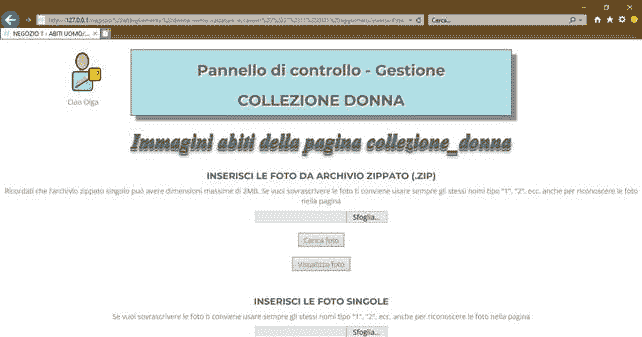 Cerca...
NEGOZIO 1 - ABITI UOMO/...
Ciao Olga
Pannello di controllo - Gestione
COLLEZIONE DONNA
Immagini abiti della pagina collezione_donna
INSERISCI LE FOTO DA ARCHIVIO ZIPPATO (.ZIP)
Ricordati che l'archivio zippato singolo può avere dimensioni massime di 2MB. Se vuoi sovrascrivere le foto ti conviene usare sempre gli stessi nomi tipo "1", "2", ecc. anche per riconoscere le foto
nella pagina
Sfoglia...
Carica foto
Visualizza foto
INSERISCI LE FOTO SINGOLE
Se vuoi sovrascrivere le foto ti conviene usare sempre gli stessi nomi tipo "1", "2", ecc. anche per riconoscere le foto nella pagina
Sfoglia...